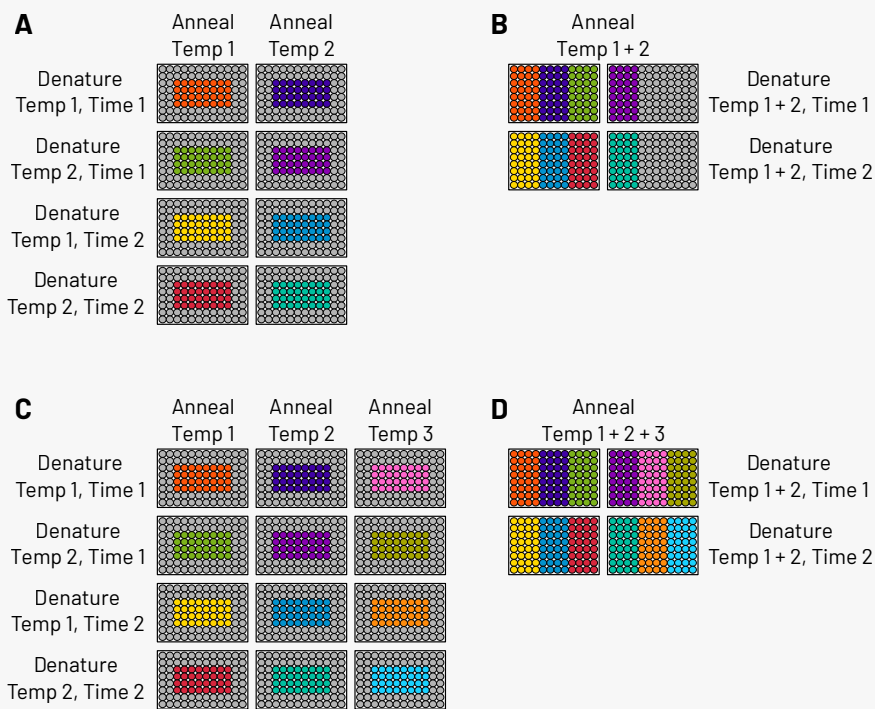 A
Anneal
Temp 1
Anneal
Temp 2
Denature
Temp 1, Time 1
Denature
Temp 2, Time 1
Denature
Temp 1, Time 2
Denature
Temp 2, Time 2
B
Anneal
Temp 1 + 2
Denature
Temp 1 + 2, Time 1
Denature
Temp 1 + 2, Time 2
C
Anneal
Temp 1
Anneal
Temp 2
Anneal
Temp 3
Denature
Temp 1, Time 1
Denature
Temp 2, Time 1
Denature
Temp 1, Time 2
Denature
Temp 2, Time 2
D
Anneal
Temp 1 + 2 + 3
Denature
Temp 1 + 2, Time 1
Denature
Temp 1 + 2, Time 2